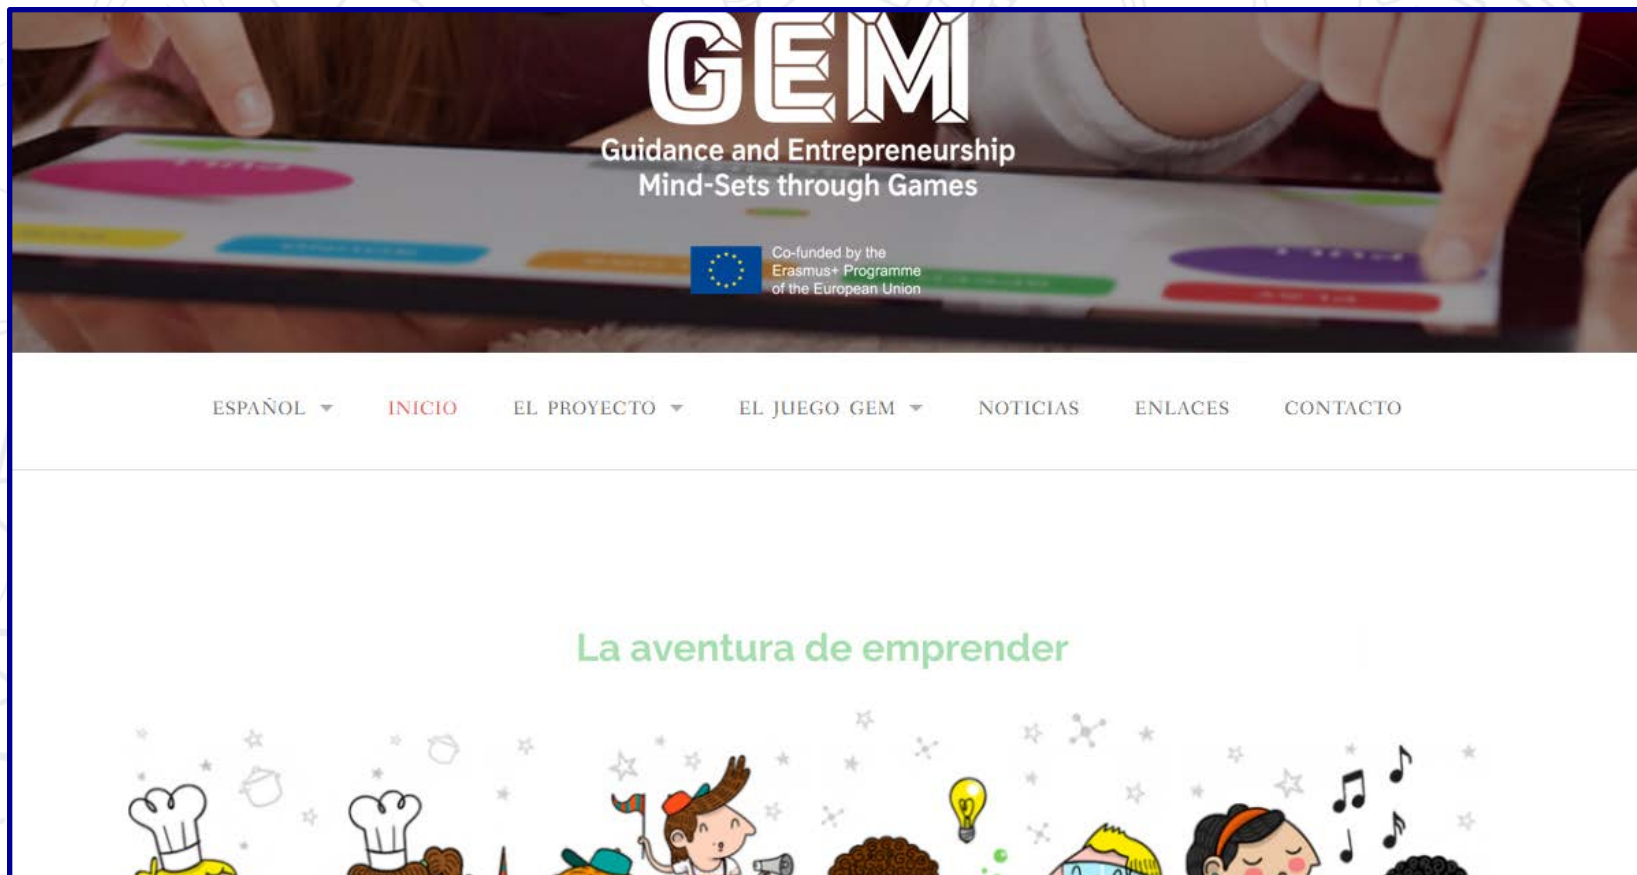 GEM
Guidance and Entrepreneurship
Mind-Sets through Games
Co-funded by the
Erasmus+ Programme
of the European Union
ESPAÑOL INICIO EL PROYECTO EL JUEGO GEM NOTICIAS ENLACES CONTACTO
La aventura de emprender